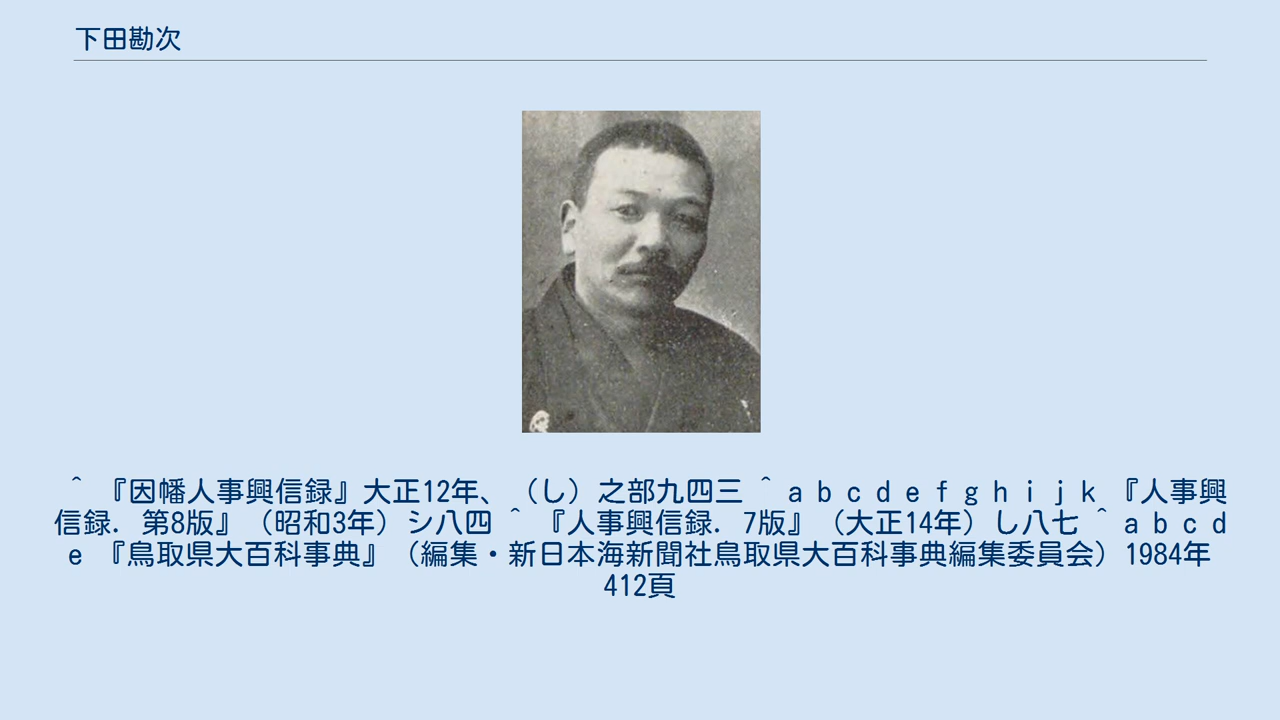 下田勘次
^ 『因幡人事興信録』大正12年、（し）之部九四三 ^ a b c d e f g h i j k 『人事興
信録. 第8版』（昭和3年）シ八四 ^ 『人事興信録. 7版』（大正14年）し八七 ^ a b c d
e 『鳥取県大百科事典』（編集・新日本海新聞社鳥取県大百科事典編集委員会）1984年
412頁